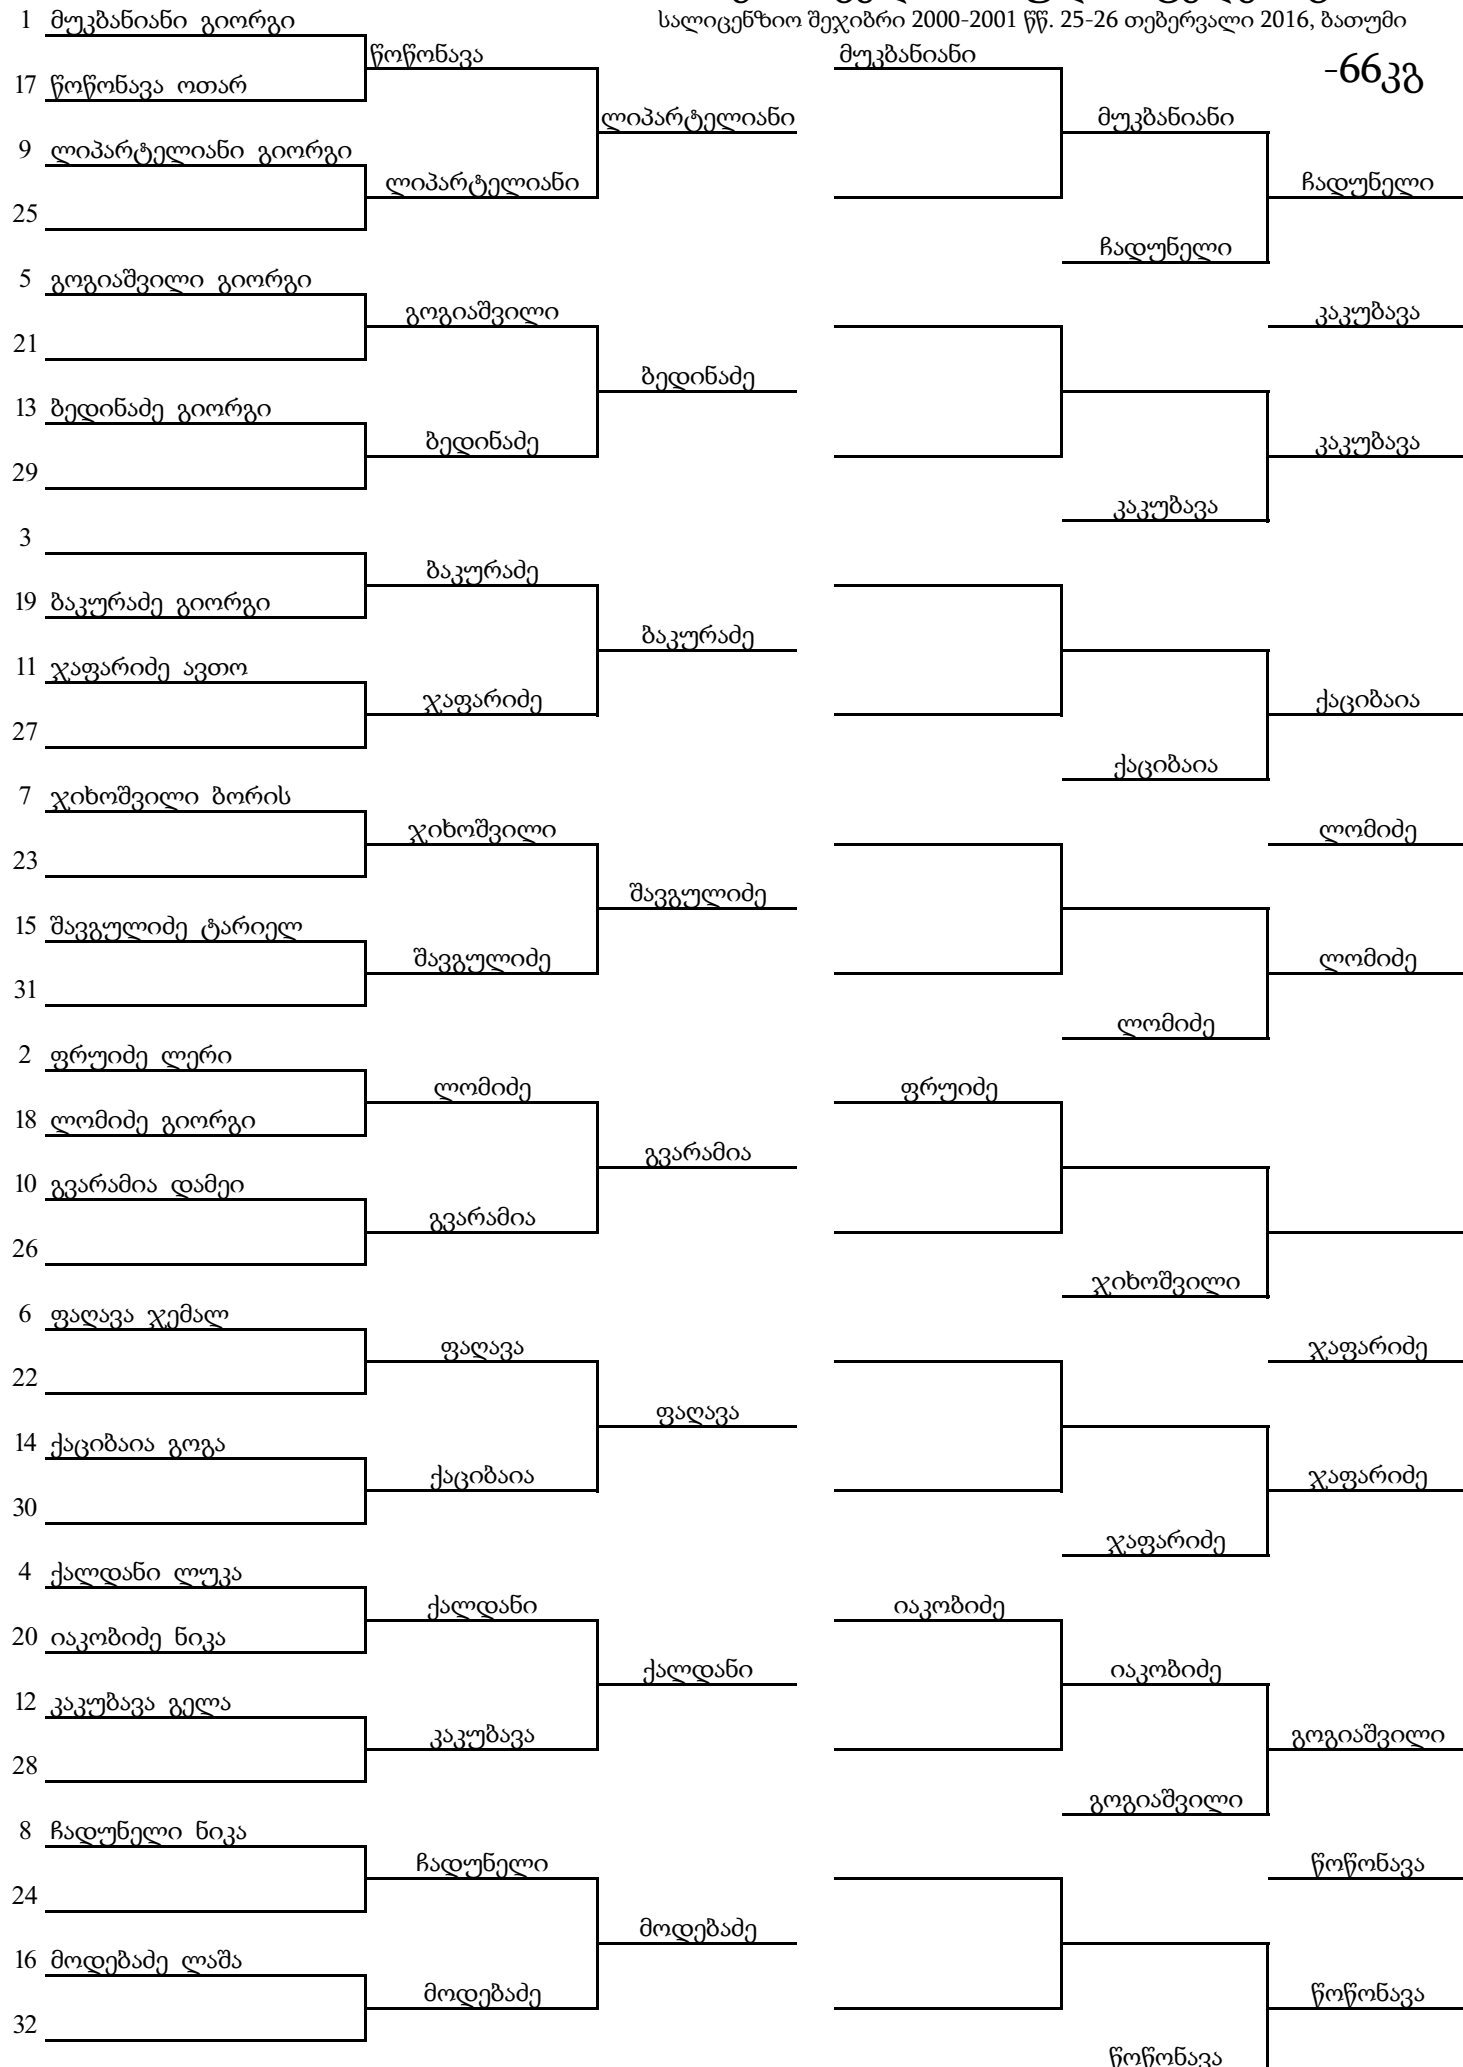 სალიცენზიო შეჯიბრი 2000-2001 წწ. 25-26 თებერვალი 2016, ბათუმი
-66კგ
1 მუკბანიანი გიორგი
17 წოწონავა ოთარ
9 ლიპარტელიანი გიორგი
25
5 გოგიაშვილი გიორგი
21
13 ბედინაძე გიორგი
29
3
19 ბაკურაძე გიორგი
11 ჯაფარიძე ავთო
27
7 ჯიხოშვილი ბორის
23
15 შავგულიძე ტარიელ
31
2 ფრუიძე ლერი
18 ლომიძე გიორგი
10 გვარამია დამეი
26
6 ფაღავა ჯემალ
22
14 ქაციბაია გოგა
30
4 ქალდანი ლუკა
20 იაკობიძე ნიკა
12 კაკუბავა გელა
28
8 ჩადუნელი ნიკა
24
16 მოდებაძე ლაშა
32
წოწონავა
ლიპარტელიანი
გოგიაშვილი
ბედინაძე
ბაკურაძე
ჯაფარიძე
ჯიხოშვილი
შავგულიძე
ლომიძე
გვარამია
ფაღავა
ქაციბაია
ქალდანი
კაკუბავა
ჩადუნელი
მოდებაძე
ლიპარტელიანი
ბედინაძე
ბაკურაძე
შავგულიძე
გვარამია
ფაღავა
ქალდანი
მოდებაძე
მუკბანიანი
ფრუიძე
იაკობიძე
მუკბანიანი
ჩადუნელი
კაკუბავა
ქაციბაია
ლომიძე
ჯიხოშვილი
ჯაფარიძე
იაკობიძე
გოგიაშვილი
წოწონავა
ჩადუნელი
კაკუბავა
კაკუბავა
ქაციბაია
ლომიძე
ლომიძე
ჯაფარიძე
ჯაფარიძე
გოგიაშვილი
წოწონავა
წოწონავა